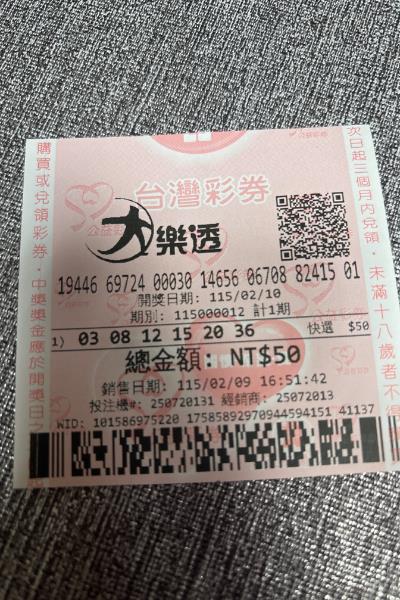 台灣彩券
公益彩券
大樂透
19446 69724 00030 14656 06708 82415 01
開獎日期: 115/02/10
期別: 115000012 計1期
1) 03 08 12 15 20 36 快選 $50
總金額: NT$50
銷售日期: 115/02/09 16:51:42
投注機#: 250720131 經銷商: 25072013
WID: 101586975220 17585892970944594151 41137
購買或兌領彩券。中獎獎金應於開獎日之
次日起三個月內兌領。未滿十八歲者不得